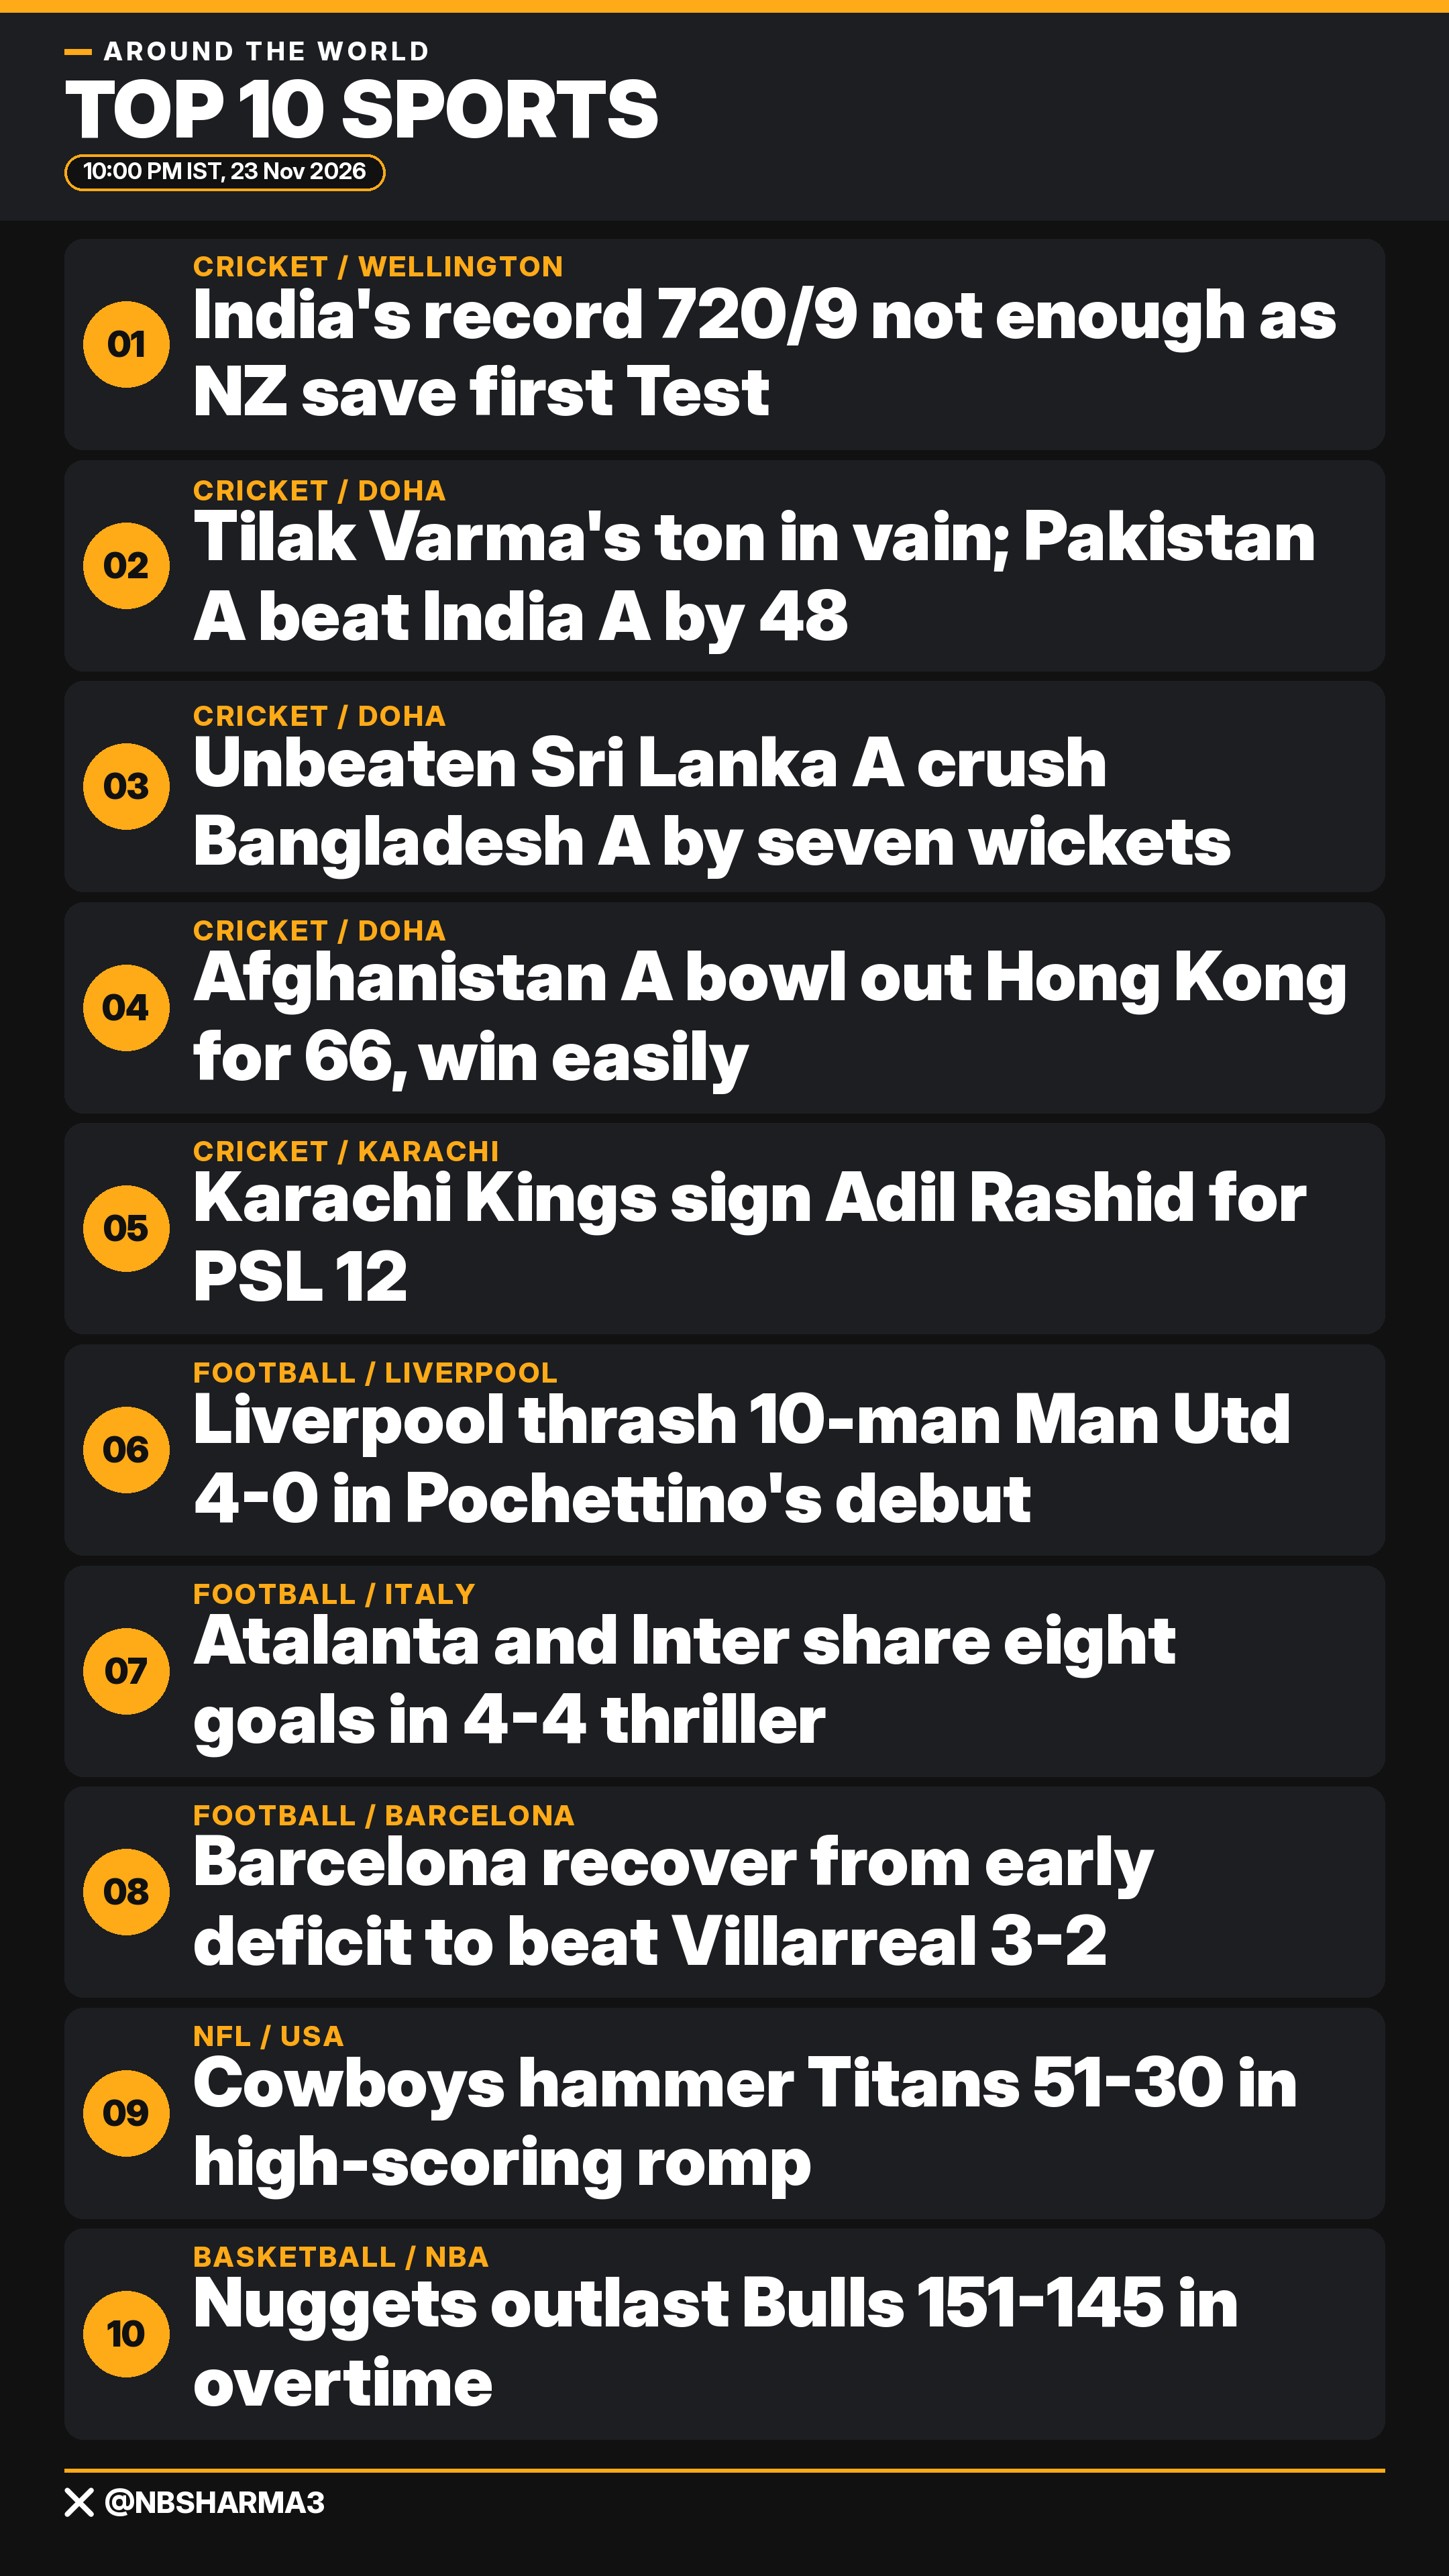 AROUND THE WORLD
TOP 10 SPORTS
10:00 PM IST, 23 Nov 2026
01
CRICKET / WELLINGTON
India's record 720/9 not enough as
NZ save first Test
02
CRICKET / DOHA
Tilak Varma's ton in vain; Pakistan
A beat India A by 48
03
CRICKET / DOHA
Unbeaten Sri Lanka A crush
Bangladesh A by seven wickets
04
CRICKET / DOHA
Afghanistan A bowl out Hong Kong
for 66, win easily
05
CRICKET / KARACHI
Karachi Kings sign Adil Rashid for
PSL 12
06
FOOTBALL / LIVERPOOL
Liverpool thrash 10-man Man Utd
4-0 in Pochettino's debut
07
FOOTBALL / ITALY
Atalanta and Inter share eight
goals in 4-4 thriller
08
FOOTBALL / BARCELONA
Barcelona recover from early
deficit to beat Villarreal 3-2
09
NFL / USA
Cowboys hammer Titans 51-30 in
high-scoring romp
10
BASKETBALL / NBA
Nuggets outlast Bulls 151-145 in
overtime
@NBSHARMA3